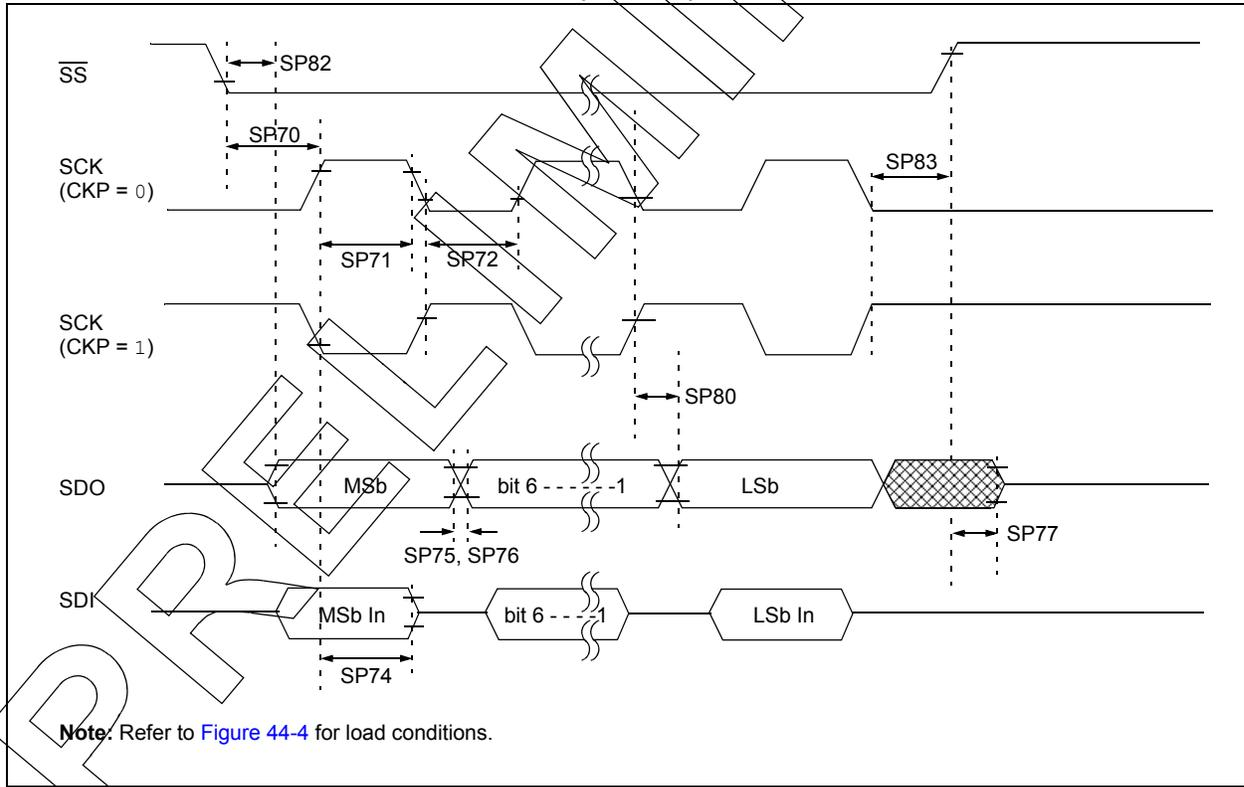 SS
SP82
SP70
SCK
(CKP = 0)
SP83
SP71
SP72
SCK
(CKP = 1)
SP80
SDO
MSb
bit 6 - - - - - -1
LSb
SP77
SP75, SP76
SDI
MSb In
bit 6 - - - -1
LSb In
SP74
Note: Refer to Figure 44-4 for load conditions.
PRELIMIN